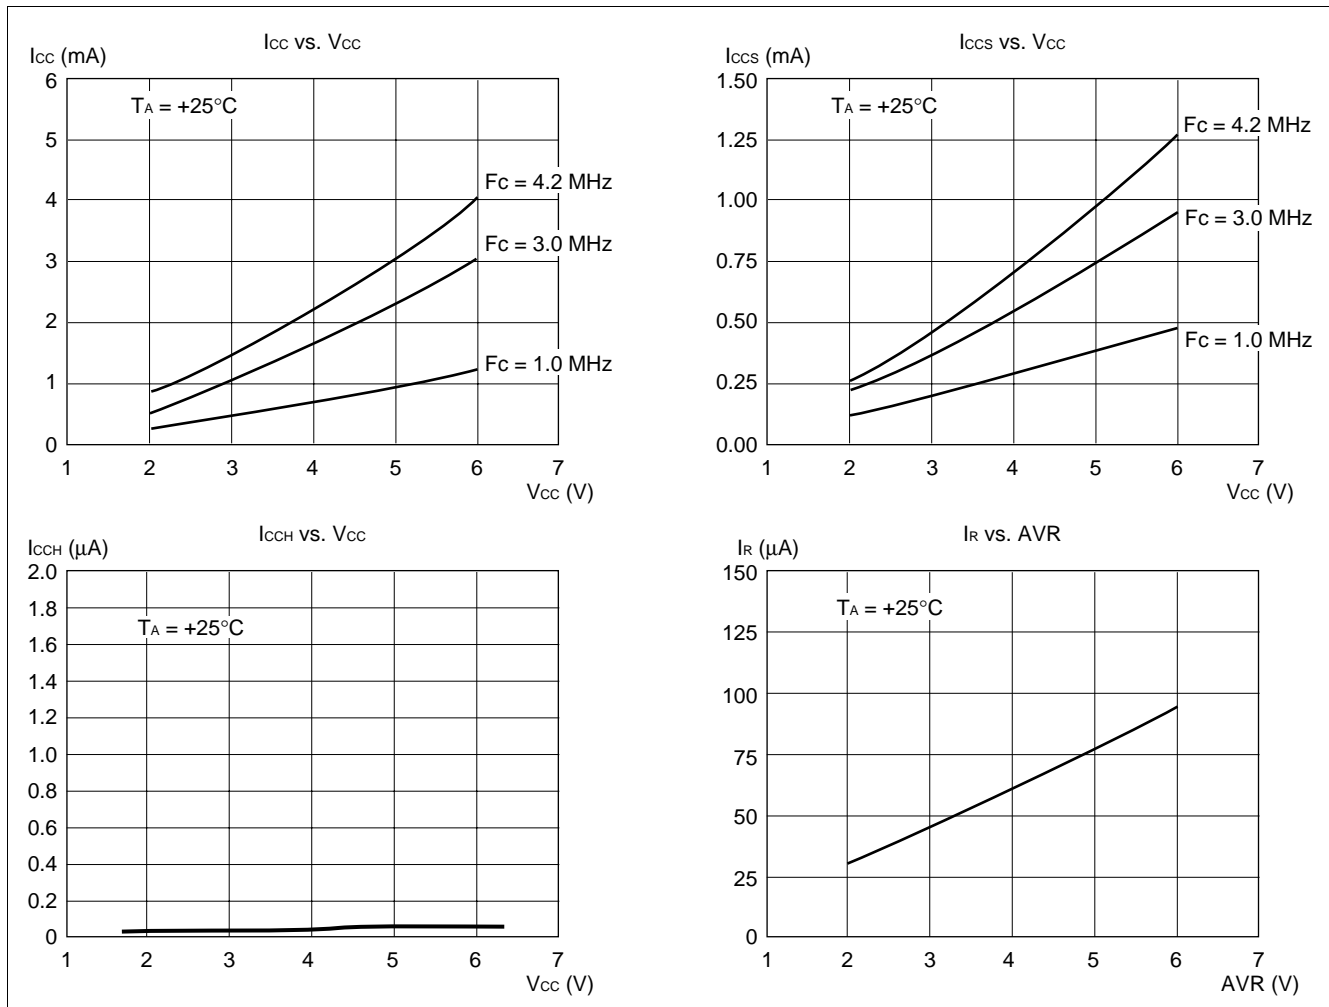 ICC vs. VCC
ICC (mA)
6
TA = +25°C
5
4
3
2
1
0
Fc = 4.2 MHz
Fc = 3.0 MHz
Fc = 1.0 MHz
1 2 3 4 5 6 7
VCC (V)
ICCS vs. VCC
ICCS (mA)
1.50
TA = +25°C
1.25
1.00
0.75
0.50
0.25
0.00
Fc = 4.2 MHz
Fc = 3.0 MHz
Fc = 1.0 MHz
1 2 3 4 5 6 7
VCC (V)
ICCH vs. VCC
ICCH (μA)
2.0
1.8
TA = +25°C
1.6
1.4
1.2
1.0
0.8
0.6
0.4
0.2
0
1 2 3 4 5 6 7
VCC (V)
IR vs. AVR
IR (μA)
150
TA = +25°C
125
100
75
50
25
0
1 2 3 4 5 6 7
AVR (V)